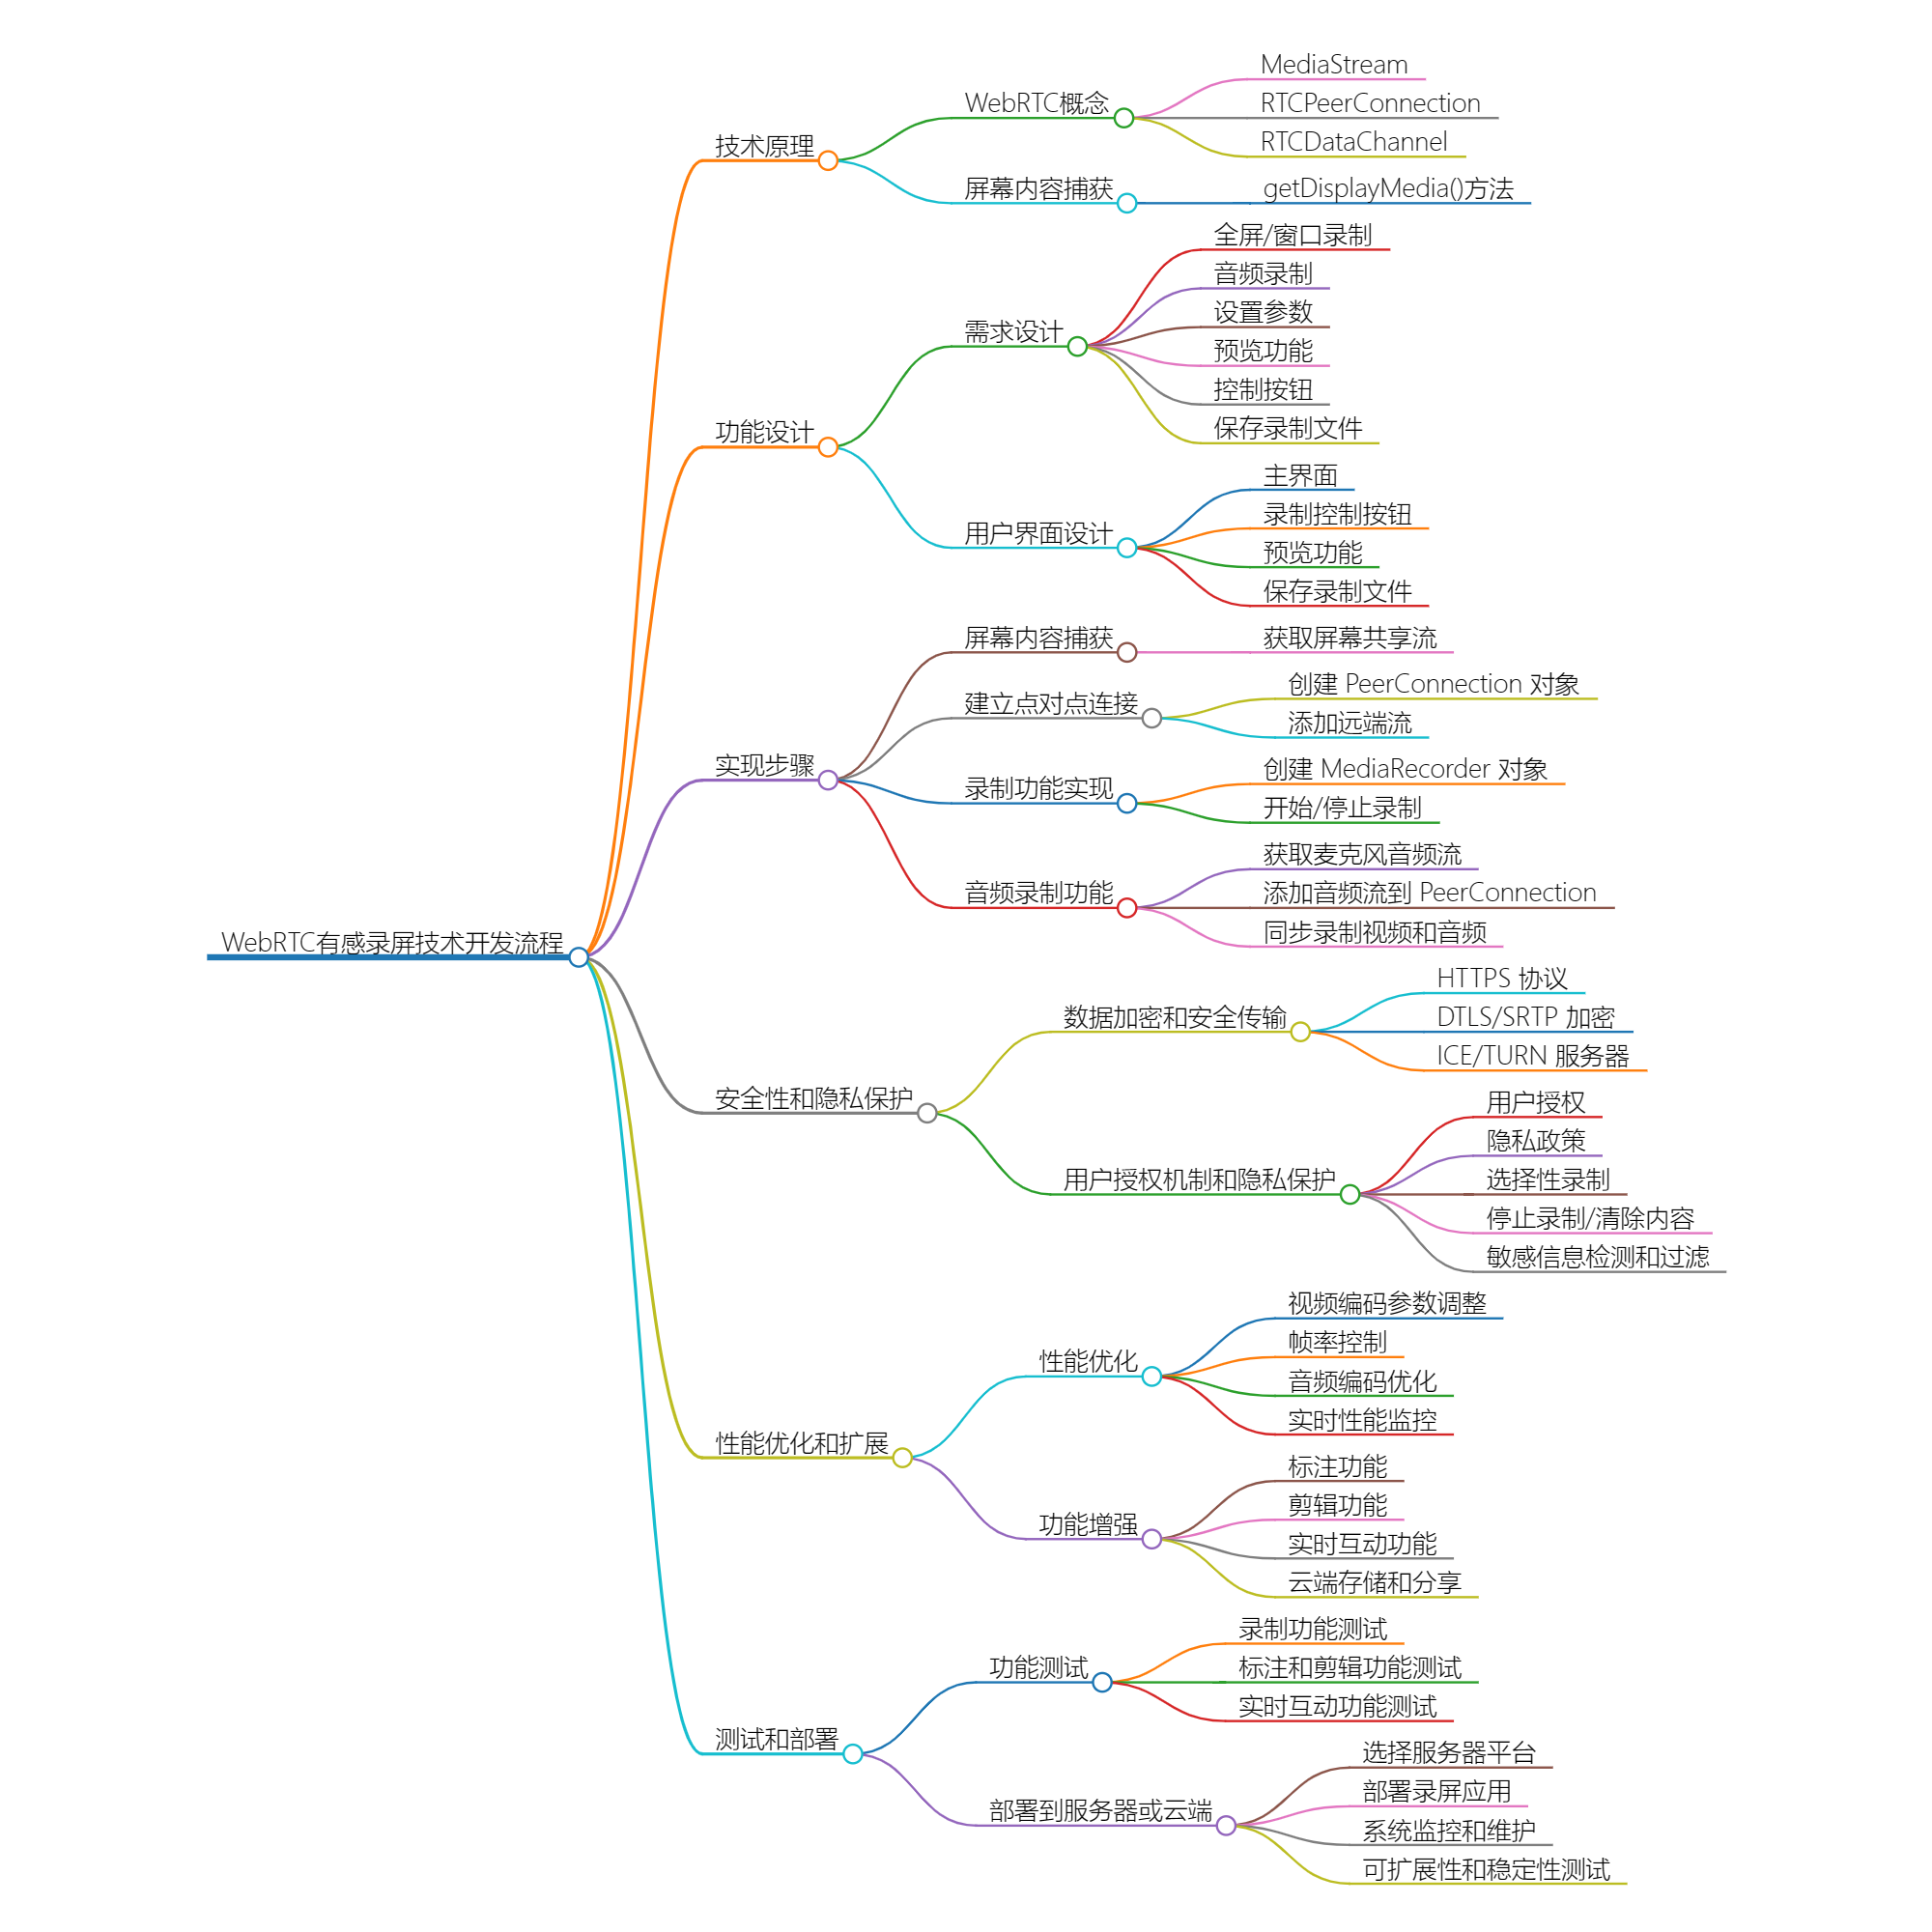 WebRTC有感录屏技术开发流程
技术原理
WebRTC概念
MediaStream
RTCPeerConnection
RTCDataChannel
屏幕内容捕获
getDisplayMedia()方法
功能设计
需求设计
全屏/窗口录制
音频录制
设置参数
预览功能
控制按钮
保存录制文件
用户界面设计
主界面
录制控制按钮
预览功能
保存录制文件
实现步骤
屏幕内容捕获
获取屏幕共享流
建立点对点连接
创建 PeerConnection 对象
添加远端流
录制功能实现
创建 MediaRecorder 对象
开始/停止录制
音频录制功能
获取麦克风音频流
添加音频流到 PeerConnection
同步录制视频和音频
安全性和隐私保护
数据加密和安全传输
HTTPS 协议
DTLS/SRTP 加密
ICE/TURN 服务器
用户授权机制和隐私保护
用户授权
隐私政策
选择性录制
停止录制/清除内容
敏感信息检测和过滤
性能优化和扩展
性能优化
视频编码参数调整
帧率控制
音频编码优化
实时性能监控
功能增强
标注功能
剪辑功能
实时互动功能
云端存储和分享
测试和部署
功能测试
录制功能测试
标注和剪辑功能测试
实时互动功能测试
部署到服务器或云端
选择服务器平台
部署录屏应用
系统监控和维护
可扩展性和稳定性测试